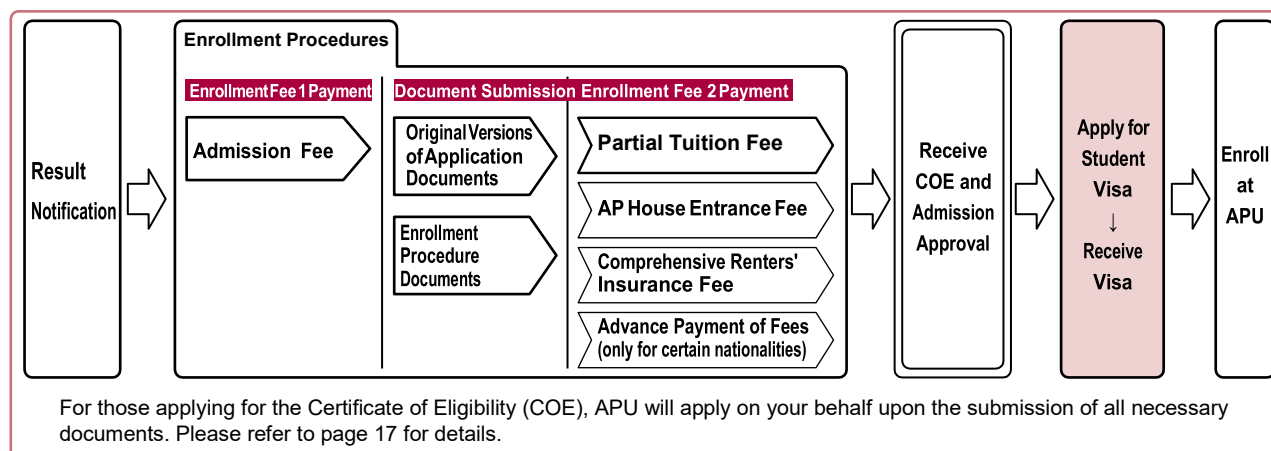 Result
Notification
Enrollment Procedures
Enrollment Fee 1 Payment
Admission Fee
Document Submission
Original Versions
of Application
Documents
Enrollment
Procedure
Documents
Enrollment Fee 2 Payment
Partial Tuition Fee
AP House Entrance Fee
Comprehensive Renters'
Insurance Fee
Advance Payment of Fees
(only for certain nationalities)
Receive
COE and
Admission
Approval
Apply for
Student
Visa
↓
Receive
Visa
Enroll
at
APU
For those applying for the Certificate of Eligibility (COE), APU will apply on your behalf upon the submission of all necessary
documents. Please refer to page 17 for details.